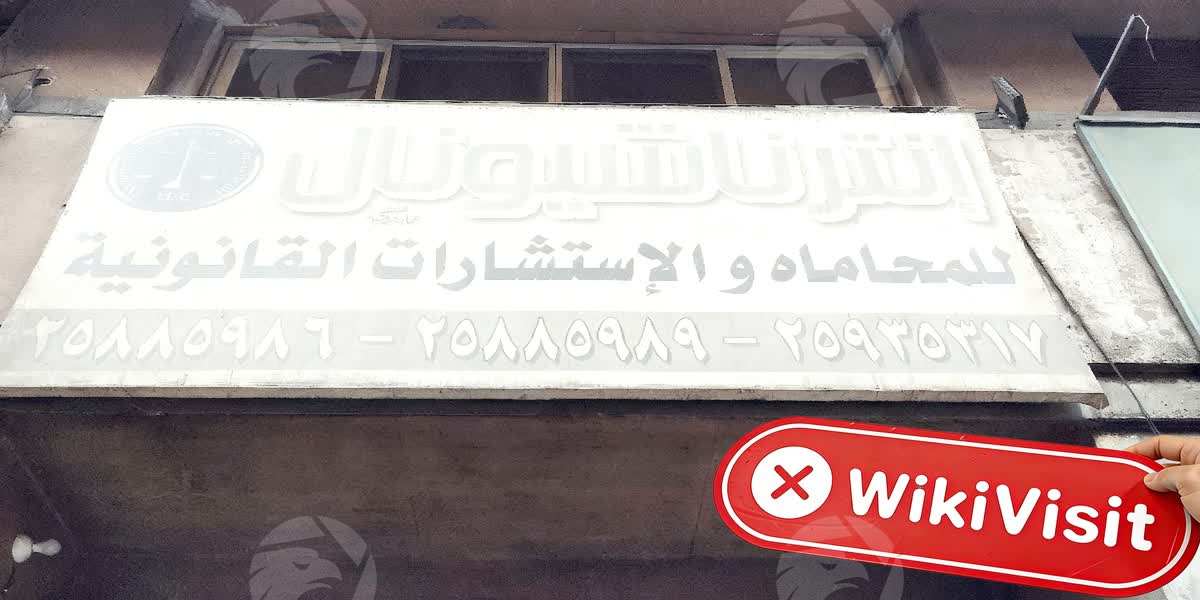 إنترناشيونال
للمحاماه و الإستشارات القانونية
٢٥٨٨٥٩٨٦ - ٢٥٨٨٥٩٨٩ - ٢٥٩٣٥٣١٧
WikiVisit